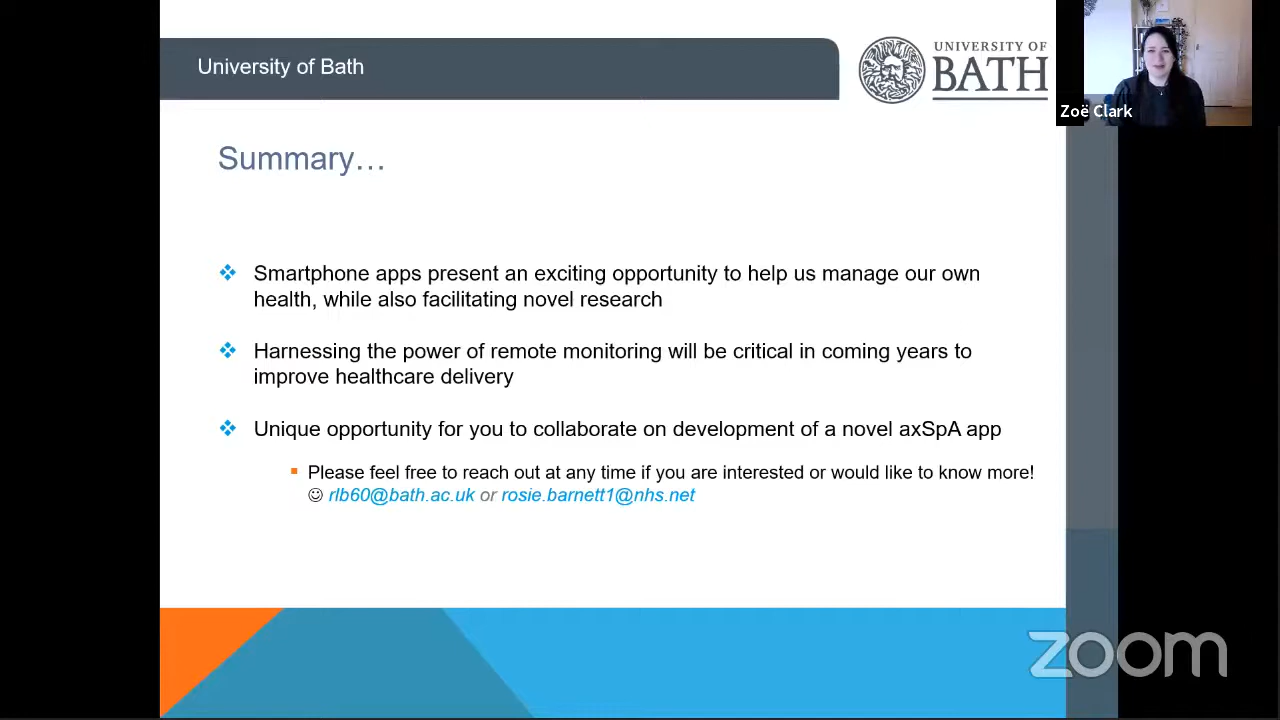 University of Bath
UNIVERSITY OF
BATH
Zoë Clark
Summary…
Smartphone apps present an exciting opportunity to help us manage our own
health, while also facilitating novel research
Harnessing the power of remote monitoring will be critical in coming years to
improve healthcare delivery
Unique opportunity for you to collaborate on development of a novel axSpA app
Please feel free to reach out at any time if you are interested or would like to know more!
☺ rlb60@bath.ac.uk or rosie.barnett1@nhs.net
zoom